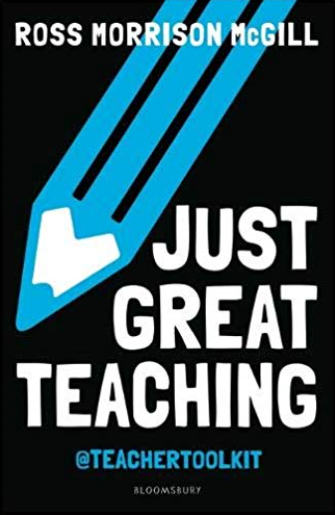 ROSS MORRISON McGILL
JUST
GREAT
TEACHING
@TEACHERTOOLKIT
BLOOMSBURY